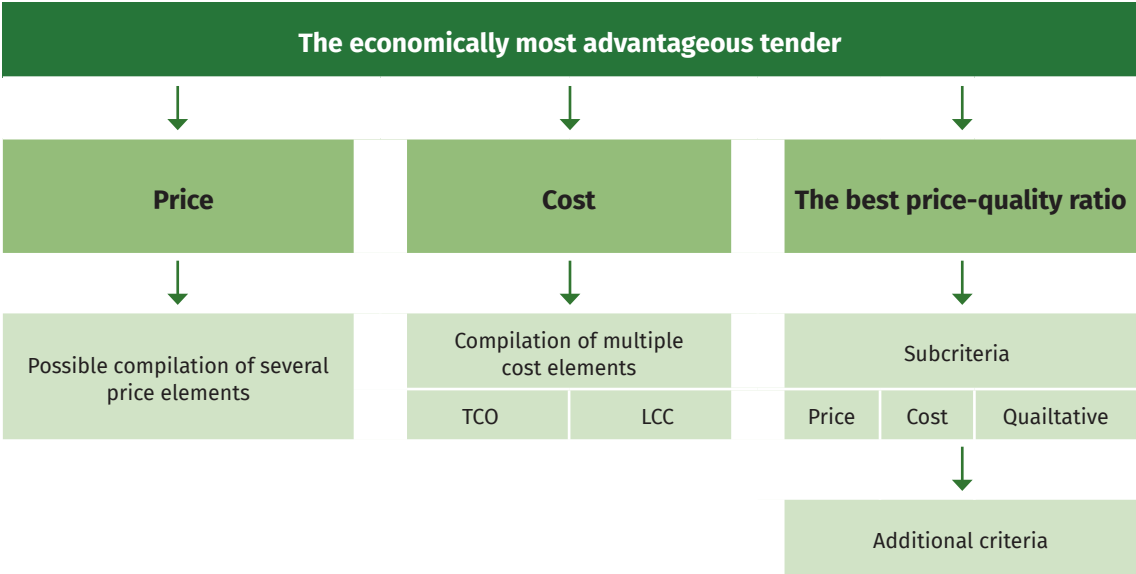 The economically most advantageous tender
Price
Cost
The best price-quality ratio
Possible compilation of several
price elements
Compilation of multiple
cost elements
TCO
LCC
Subcriteria
Price
Cost
Quailtative
Additional criteria